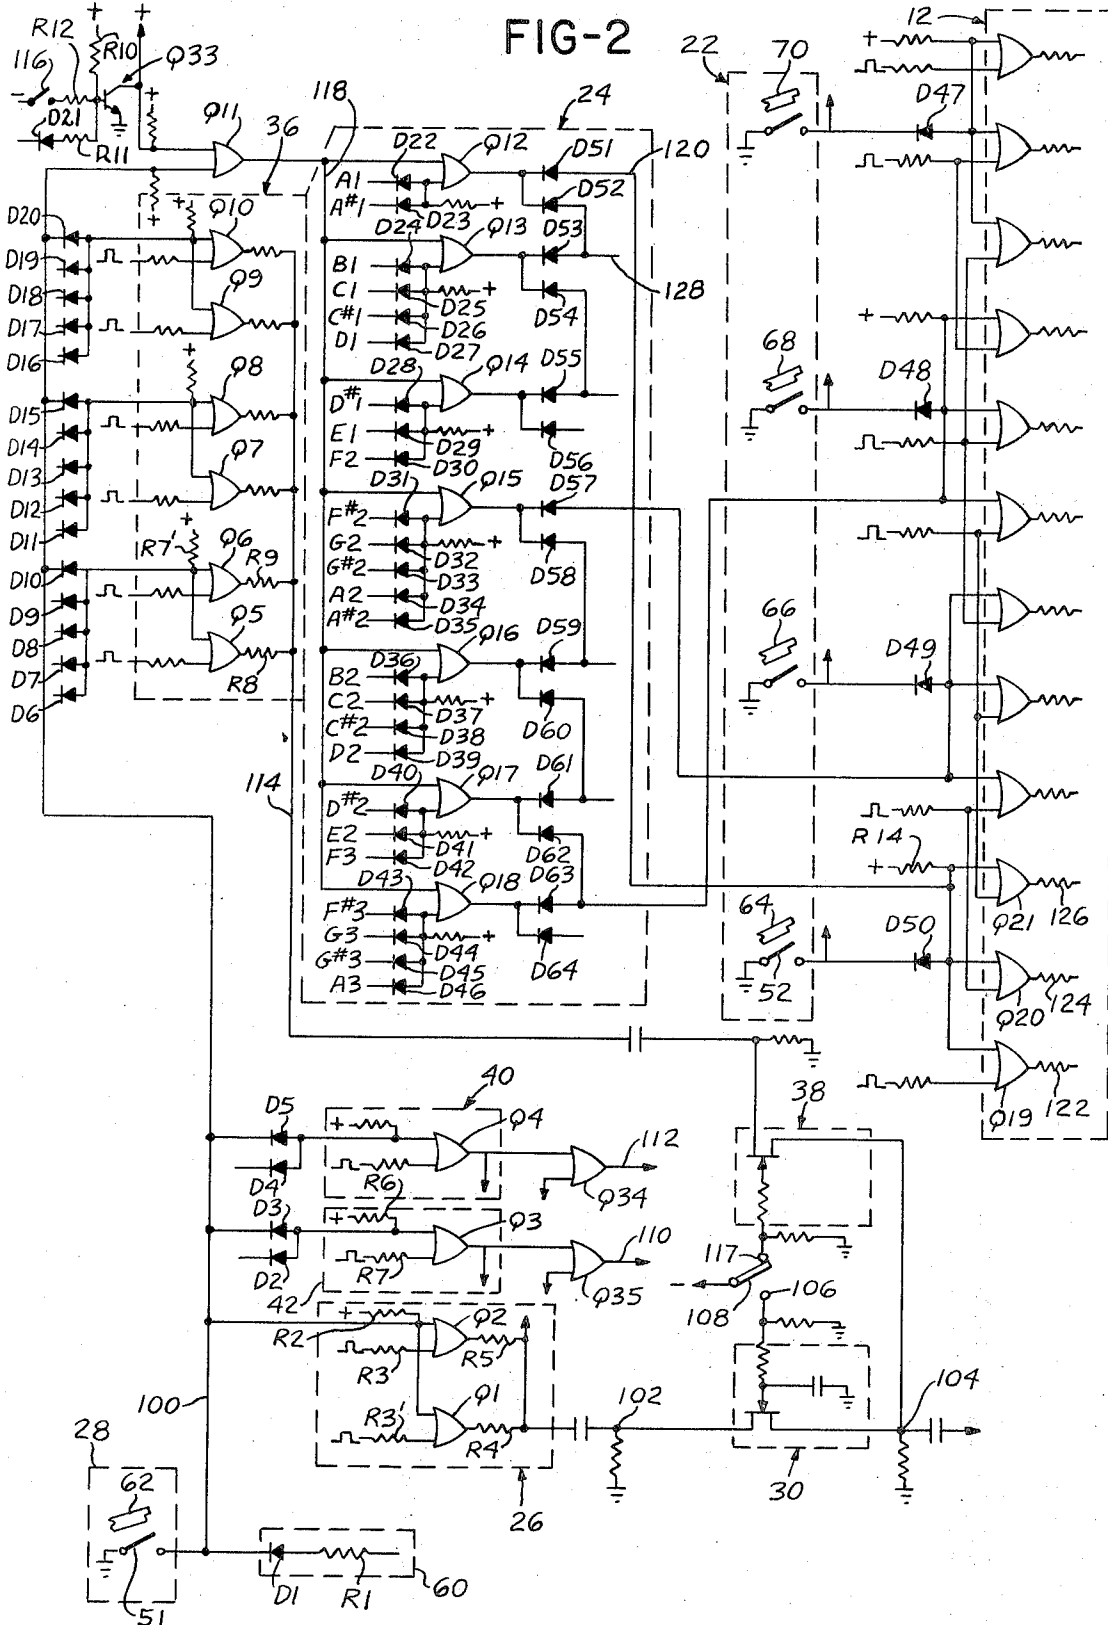 FIG-2
R12
R10
116
Q33
D21
R11
Q11
118
24
22
70
12
36
D22
Q12
D51
120
D47
A1
A#1
D23
D52
D20
Q10
D24
Q13
D53
D19
B1
128
D18
Q9
C1
D25
D54
D17
C#1
D26
D16
D1
D27
D28
Q14
D55
68
D48
Q8
D15
D#1
D14
E1
D29
D56
D13
Q7
F2
D30
D12
D31
Q15
D57
D11
F#2
R7'
Q6
R9
G2
D32
D58
D10
G#2
D33
D9
A2
D34
D8
Q5
A#2
D35
Q16
D59
66
D49
D7
R8
B2
D36
D6
C2
D37
D60
C#2
D38
D2
D39
114
D40
Q17
D61
D#2
E2
D41
D62
R14
F3
D42
D43
Q18
D63
F#3
64
D50
Q21
126
G3
D44
D64
G#3
D45
52
Q20
124
A3
D46
40
38
Q19
122
D5
Q4
112
D4
R6
Q34
D3
Q3
110
117
D2
R7
Q35
106
42
108
R2
Q2
R3
R5
100
Q1
102
104
R3'
R4
28
62
26
30
51
D1
R1
60